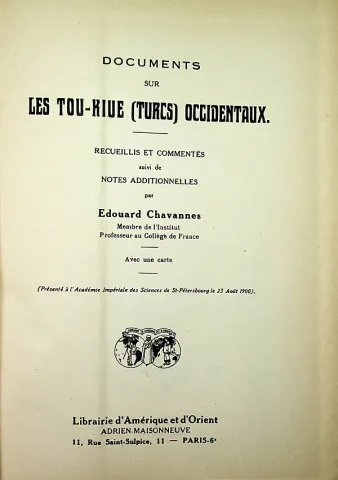 DOCUMENTS
SUR
LES TOU-KIUE (TURCS) OCCIDENTAUX.
RECUEILLIS ET COMMENTÉS
suivi de
NOTES ADDITIONNELLES
par
Edouard Chavannes
Membre de l'Institut
Professeur au Collège de France
Avec une carte
(Présenté à l'Académie Impériale des Sciences de St-Pétersbourg le 23 Août 1900).
Librairie d'Amérique et d'Orient
ADRIEN-MAISONNEUVE
11, Rue Saint-Sulpice, 11 — PARIS-6e